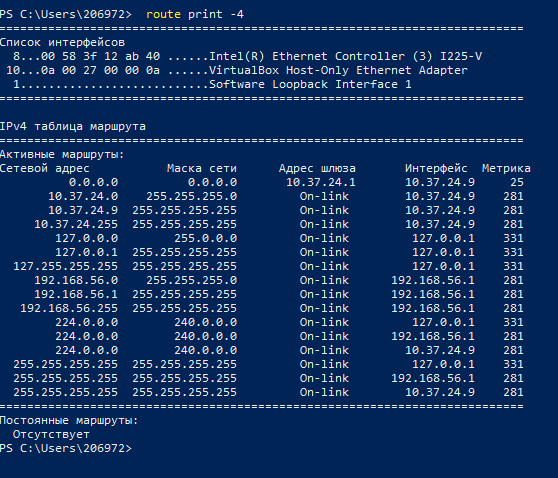 PS C:\Users\206972>  route print -4
===========================================================================
Список интерфейсов
  8...00 58 3f 12 ab 40 ......Intel(R) Ethernet Controller (3) I225-V
 10...0a 00 27 00 00 0a ......VirtualBox Host-Only Ethernet Adapter
  1...........................Software Loopback Interface 1
===========================================================================
IPv4 таблица маршрута
===========================================================================
Активные маршруты:
Сетевой адрес           Маска сети      Адрес шлюза       Интерфейс  Метрика
          0.0.0.0          0.0.0.0       10.37.24.1       10.37.24.9     25
       10.37.24.0    255.255.255.0         On-link        10.37.24.9    281
       10.37.24.9  255.255.255.255         On-link        10.37.24.9    281
     10.37.24.255  255.255.255.255         On-link        10.37.24.9    281
        127.0.0.0        255.0.0.0         On-link         127.0.0.1    331
        127.0.0.1  255.255.255.255         On-link         127.0.0.1    331
  127.255.255.255  255.255.255.255         On-link         127.0.0.1    331
     192.168.56.0    255.255.255.0         On-link      192.168.56.1    281
     192.168.56.1  255.255.255.255         On-link      192.168.56.1    281
   192.168.56.255  255.255.255.255         On-link      192.168.56.1    281
        224.0.0.0        240.0.0.0         On-link         127.0.0.1    331
        224.0.0.0        240.0.0.0         On-link      192.168.56.1    281
        224.0.0.0        240.0.0.0         On-link        10.37.24.9    281
  255.255.255.255  255.255.255.255         On-link         127.0.0.1    331
  255.255.255.255  255.255.255.255         On-link      192.168.56.1    281
  255.255.255.255  255.255.255.255         On-link        10.37.24.9    281
===========================================================================
Постоянные маршруты:
  Отсутствует
PS C:\Users\206972>